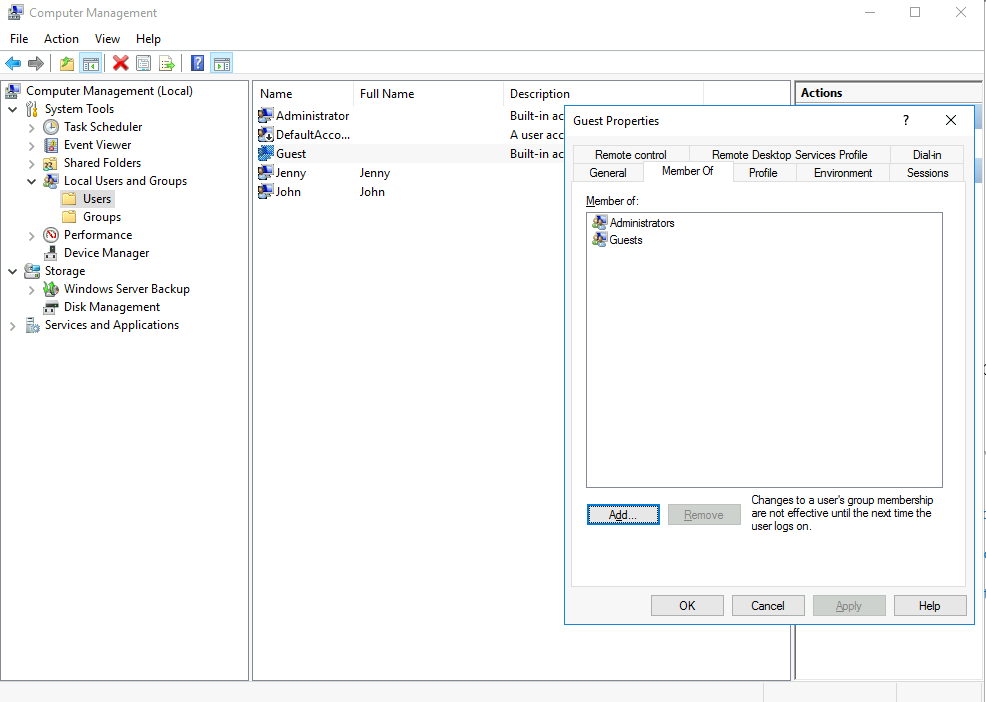 Computer Management
File Action View Help
Computer Management (Local)
System Tools
Task Scheduler
Event Viewer
Shared Folders
Local Users and Groups
Users
Groups
Performance
Device Manager
Storage
Windows Server Backup
Disk Management
Services and Applications
Name Full Name Description
Administrator Built-in ac
DefaultAcco... A user acc
Guest Built-in ac
Jenny Jenny
John John
Actions
Guest Properties
?
Remote control Remote Desktop Services Profile Dial-in
General Member Of Profile Environment Sessions
Member of:
Administrators
Guests
Add... Remove
Changes to a user's group membership
are not effective until the next time the
user logs on.
OK Cancel Apply Help